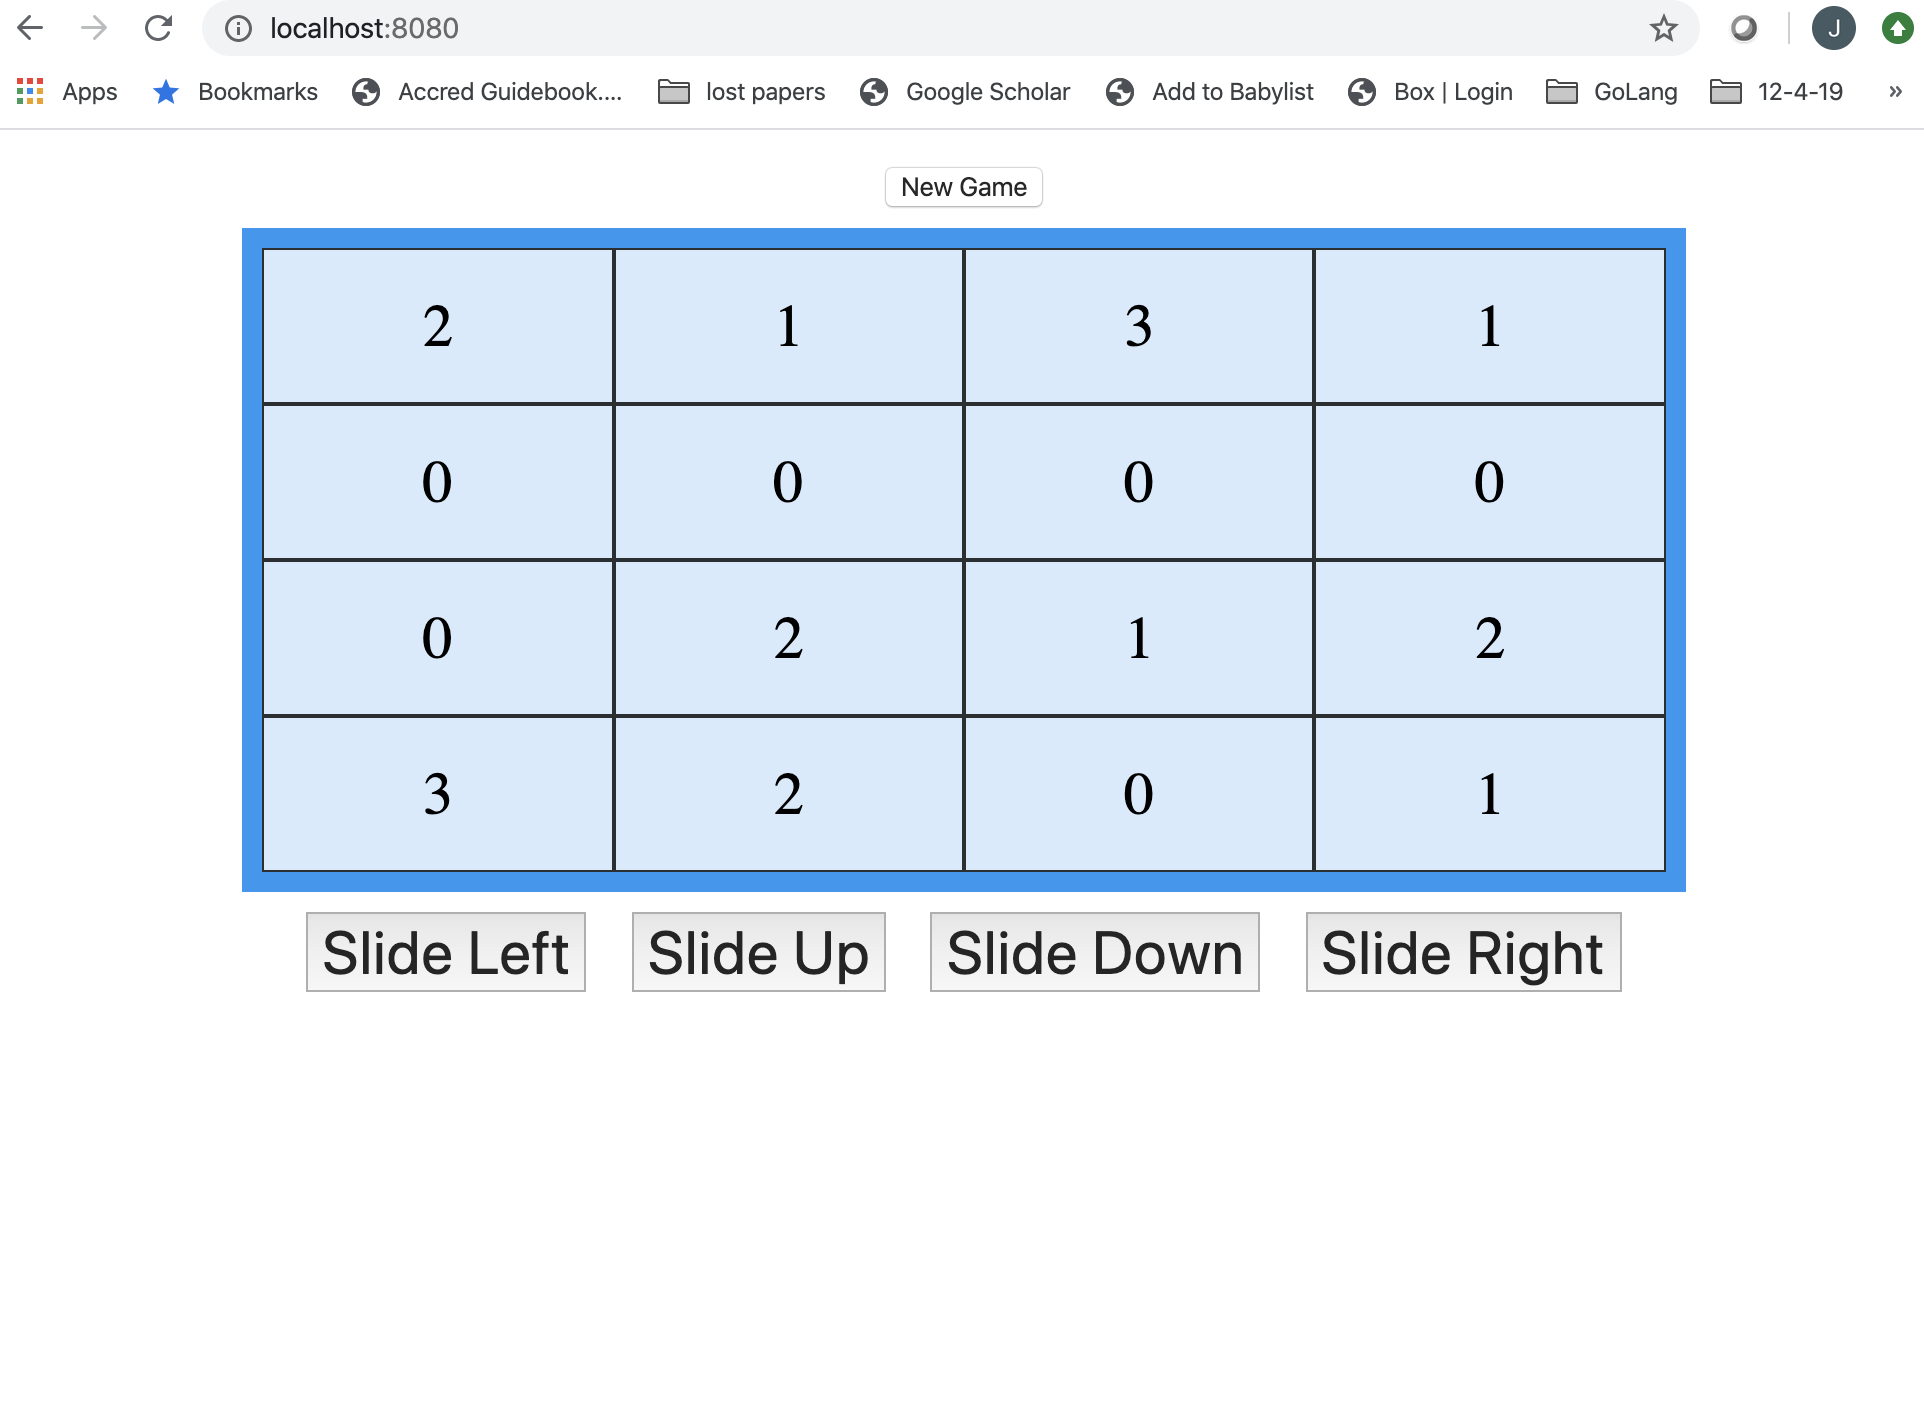 localhost:8080
J
Apps Bookmarks Accred Guidebook.... lost papers Google Scholar Add to Babylist Box | Login GoLang 12-4-19 »
New Game
2 1 3 1
0 0 0 0
0 2 1 2
3 2 0 1
Slide Left Slide Up Slide Down Slide Right